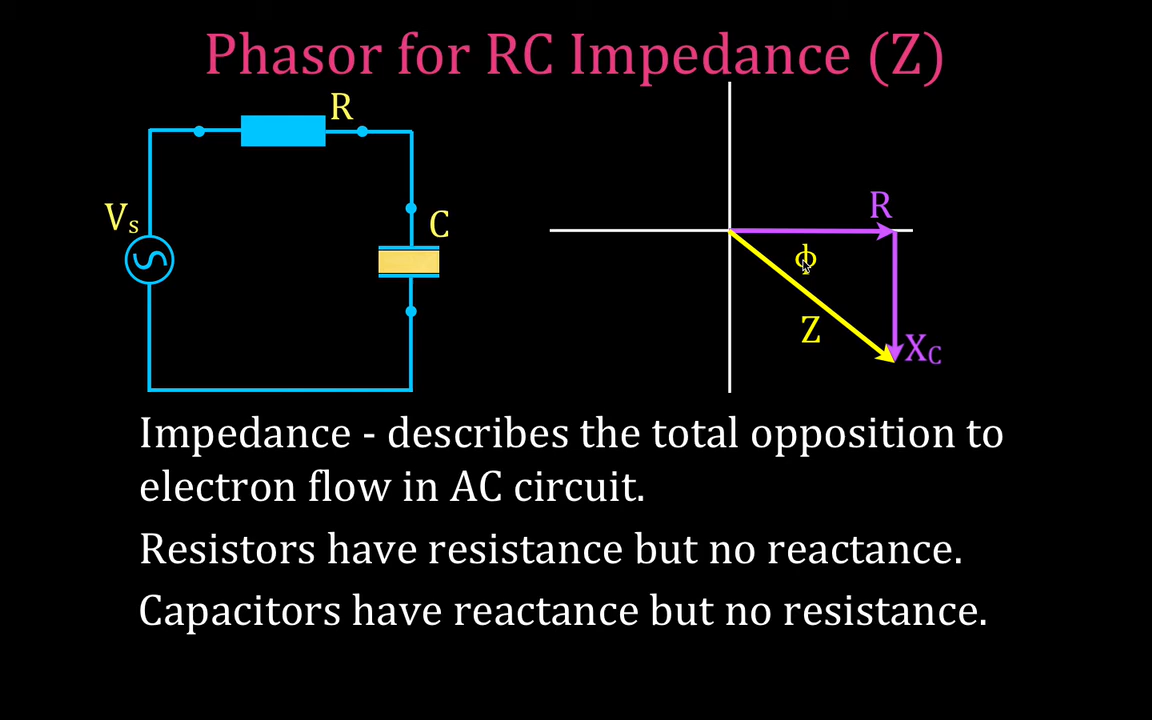 Phasor for RC Impedance (Z)
R
Vs
C
R
ϕ
Z
XC
Impedance - describes the total opposition to
electron flow in AC circuit.
Resistors have resistance but no reactance.
Capacitors have reactance but no resistance.